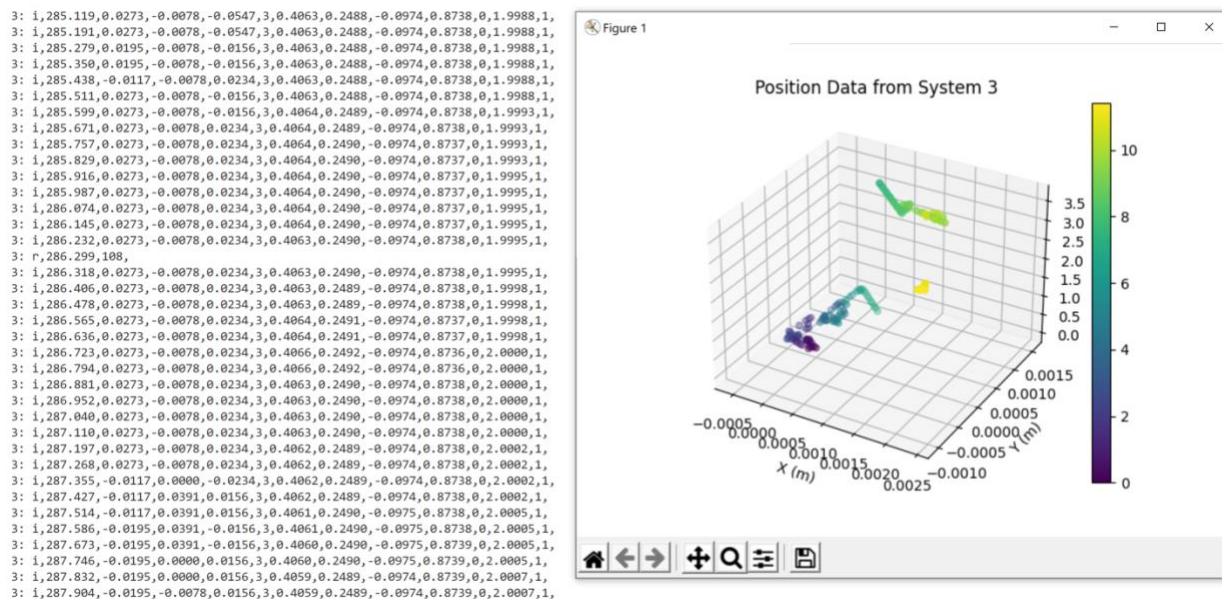 3: i,285.119,0.0273,-0.0078,-0.0547,3,0.4063,0.2488,-0.0974,0.8738,0,1.9988,1,
3: i,285.191,0.0273,-0.0078,-0.0547,3,0.4063,0.2488,-0.0974,0.8738,0,1.9988,1,
3: i,285.279,0.0195,-0.0078,-0.0156,3,0.4063,0.2488,-0.0974,0.8738,0,1.9988,1,
3: i,285.350,0.0195,-0.0078,-0.0156,3,0.4063,0.2488,-0.0974,0.8738,0,1.9988,1,
3: i,285.438,-0.0117,-0.0078,0.0234,3,0.4063,0.2488,-0.0974,0.8738,0,1.9988,1,
3: i,285.511,0.0273,-0.0078,-0.0156,3,0.4063,0.2488,-0.0974,0.8738,0,1.9988,1,
3: i,285.599,0.0273,-0.0078,-0.0156,3,0.4064,0.2489,-0.0974,0.8738,0,1.9993,1,
3: i,285.671,0.0273,-0.0078,0.0234,3,0.4064,0.2489,-0.0974,0.8738,0,1.9993,1,
3: i,285.757,0.0273,-0.0078,0.0234,3,0.4064,0.2490,-0.0974,0.8737,0,1.9993,1,
3: i,285.829,0.0273,-0.0078,0.0234,3,0.4064,0.2490,-0.0974,0.8737,0,1.9993,1,
3: i,285.916,0.0273,-0.0078,0.0234,3,0.4064,0.2490,-0.0974,0.8737,0,1.9995,1,
3: i,285.987,0.0273,-0.0078,0.0234,3,0.4064,0.2490,-0.0974,0.8737,0,1.9995,1,
3: i,286.074,0.0273,-0.0078,0.0234,3,0.4064,0.2490,-0.0974,0.8737,0,1.9995,1,
3: i,286.145,0.0273,-0.0078,0.0234,3,0.4064,0.2490,-0.0974,0.8737,0,1.9995,1,
3: i,286.232,0.0273,-0.0078,0.0234,3,0.4063,0.2490,-0.0974,0.8738,0,1.9995,1,
3: r,286.299,108,
3: i,286.318,0.0273,-0.0078,0.0234,3,0.4063,0.2490,-0.0974,0.8738,0,1.9995,1,
3: i,286.406,0.0273,-0.0078,0.0234,3,0.4063,0.2489,-0.0974,0.8738,0,1.9998,1,
3: i,286.478,0.0273,-0.0078,0.0234,3,0.4063,0.2489,-0.0974,0.8738,0,1.9998,1,
3: i,286.565,0.0273,-0.0078,0.0234,3,0.4064,0.2491,-0.0974,0.8737,0,1.9998,1,
3: i,286.636,0.0273,-0.0078,0.0234,3,0.4064,0.2491,-0.0974,0.8737,0,1.9998,1,
3: i,286.723,0.0273,-0.0078,0.0234,3,0.4066,0.2492,-0.0974,0.8736,0,2.0000,1,
3: i,286.794,0.0273,-0.0078,0.0234,3,0.4066,0.2492,-0.0974,0.8736,0,2.0000,1,
3: i,286.881,0.0273,-0.0078,0.0234,3,0.4063,0.2490,-0.0974,0.8738,0,2.0000,1,
3: i,286.952,0.0273,-0.0078,0.0234,3,0.4063,0.2490,-0.0974,0.8738,0,2.0000,1,
3: i,287.040,0.0273,-0.0078,0.0234,3,0.4063,0.2490,-0.0974,0.8738,0,2.0000,1,
3: i,287.110,0.0273,-0.0078,0.0234,3,0.4063,0.2490,-0.0974,0.8738,0,2.0000,1,
3: i,287.197,0.0273,-0.0078,0.0234,3,0.4062,0.2489,-0.0974,0.8738,0,2.0002,1,
3: i,287.268,0.0273,-0.0078,0.0234,3,0.4062,0.2489,-0.0974,0.8738,0,2.0002,1,
3: i,287.355,-0.0117,0.0000,-0.0234,3,0.4062,0.2489,-0.0974,0.8738,0,2.0002,1,
3: i,287.427,-0.0117,0.0391,0.0156,3,0.4062,0.2489,-0.0974,0.8738,0,2.0002,1,
3: i,287.514,-0.0117,0.0391,0.0156,3,0.4061,0.2490,-0.0975,0.8738,0,2.0005,1,
3: i,287.586,-0.0195,0.0391,-0.0156,3,0.4061,0.2490,-0.0975,0.8738,0,2.0005,1,
3: i,287.673,-0.0195,0.0391,-0.0156,3,0.4060,0.2490,-0.0975,0.8739,0,2.0005,1,
3: i,287.746,-0.0195,0.0000,0.0156,3,0.4060,0.2490,-0.0975,0.8739,0,2.0005,1,
3: i,287.832,-0.0195,0.0000,0.0156,3,0.4059,0.2489,-0.0974,0.8739,0,2.0007,1,
3: i,287.904,-0.0195,-0.0078,0.0156,3,0.4059,0.2489,-0.0974,0.8739,0,2.0007,1,
Figure 1
Position Data from System 3
3.5
3.0
2.5
2.0
1.5
1.0
0.5
0.0
0.0015
0.0010
0.0005
0.0000
-0.0005
-0.0010
Y (m)
-0.0005
0.0000
0.0005
0.0010
0.0015
0.0020
0.0025
X (m)
10
8
6
4
2
0